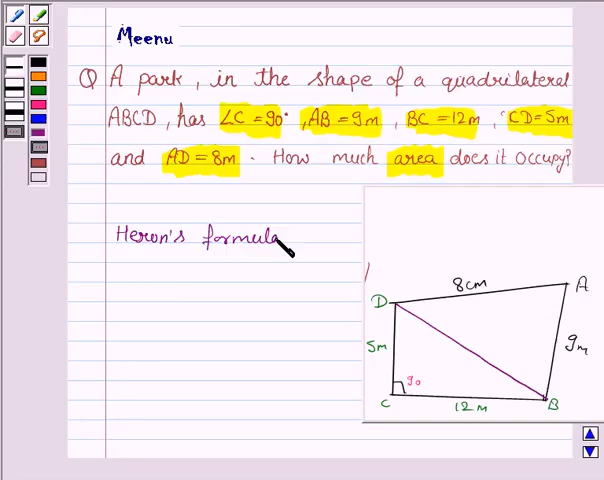 Meenu
Q A park, in the shape of a quadrilateral
ABCD, has ∠C = 90°, AB = 9m, BC = 12m, CD = 5m
and AD = 8m. How much area does it occupy?
Heron's formula
8cm
A
D
5m
9m
90
C
12 m
B